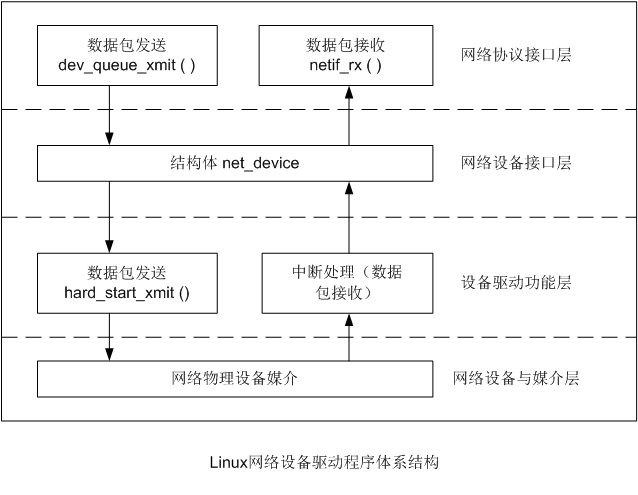 数据包发送
dev_queue_xmit ( )
数据包接收
netif_rx ( )
网络协议接口层
结构体 net_device
网络设备接口层
数据包发送
hard_start_xmit ()
中断处理（数据
包接收）
设备驱动功能层
网络物理设备媒介
网络设备与媒介层
Linux网络设备驱动程序体系结构